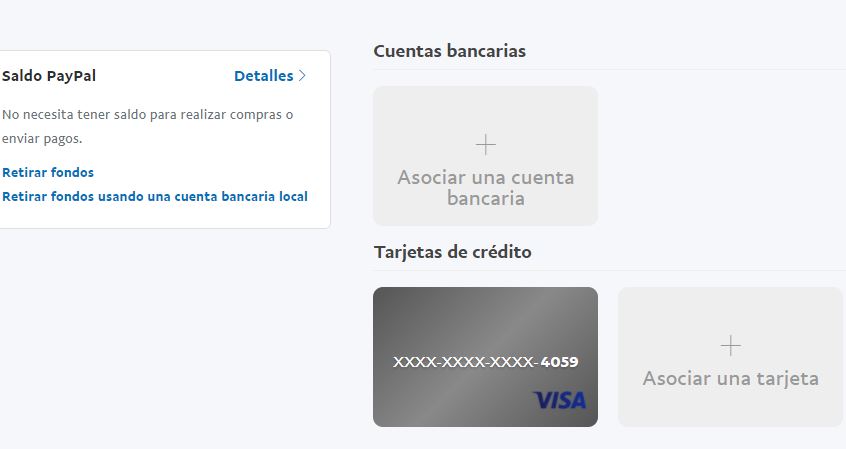 Saldo PayPal
Detalles
No necesita tener saldo para realizar compras o
enviar pagos.
Retirar fondos
Retirar fondos usando una cuenta bancaria local
Cuentas bancarias
Asociar una cuenta
bancaria
Tarjetas de crédito
XXXX-XXXX-XXXX-4059
VISA
Asociar una tarjeta